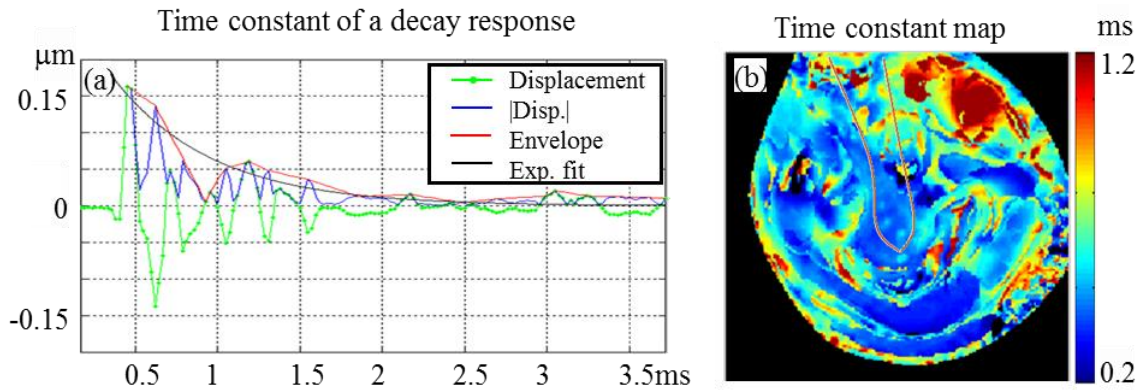 Time constant of a decay response
μm
(a)
Displacement
|Disp.|
Envelope
Exp. fit
0.15
0
-0.15
0.5 1 1.5 2 2.5 3 3.5ms
Time constant map
ms
(b)
1.2
0.2